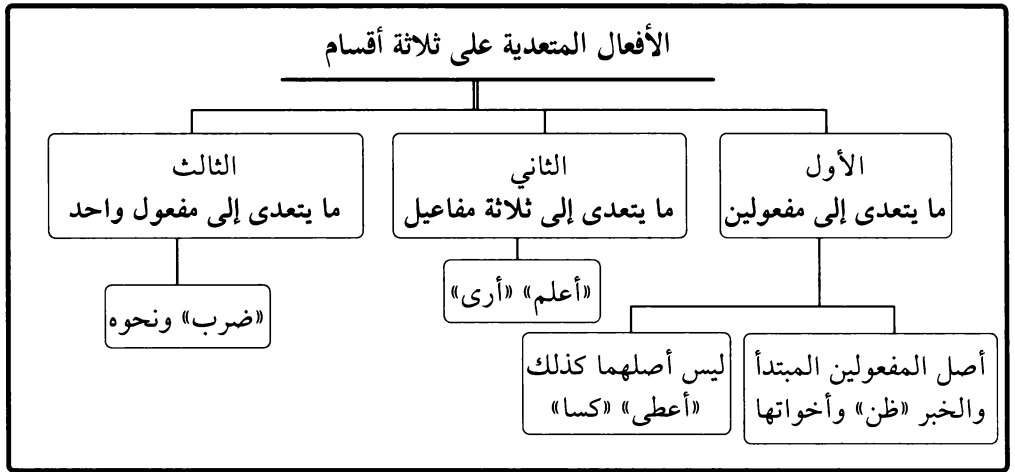 الأفعال المتعدية على ثلاثة أقسام
الأول
ما يتعدى إلى مفعولين
الثاني
ما يتعدى إلى ثلاثة مفاعيل
الثالث
ما يتعدى إلى مفعول واحد
أصل المفعولين المبتدأ
والخبر «ظن» وأخواتها
ليس أصلهما كذلك
«أعطى» «كسا»
«أعلم» «أرى»
«ضرب» ونحوه